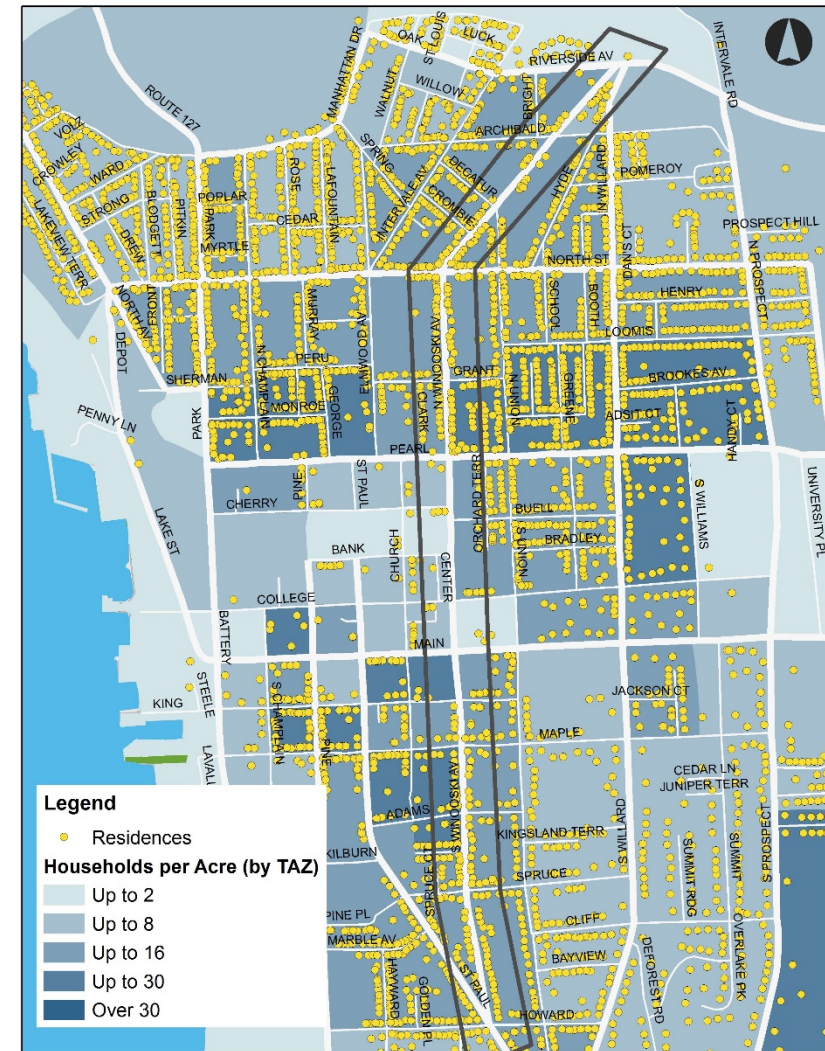 OAK
ST LOUIS
LUCK
RIVERSIDE AV
INTERVALE RD
MANHATTAN DR
WALNUT
WILLOW
BRIGHT
ROUTE 127
ARCHIBALD
SPRING
VOLZ
CROWLEY
WARD
STRONG
LAKEVIEW TERR
DREW
BLODGETT
PITKIN
POPLAR
PARK
ROSE
LAFOUNTAIN
CEDAR
MYRTLE
INTERVALE AV
DECATUR
CROMBIE
HYDE
N WILLARD
POMEROY
PROSPECT HILL
DANS CT
N PROSPECT
NORTH ST
NORTH AV
DEPOT
FRONT
MURRAY
ELMWOOD AV
N WINOOSKI AV
SCHOOL
BOOTH
HENRY
LOOMIS
SHERMAN
PERU
GRANT
BROOKES AV
N CHAMPLAIN
MONROE
GEORGE
CLARK
N UNION
GREENE
ADSIT CT
HANDY CT
PENNY LN
PARK
PEARL
CHERRY
PINE
ST PAUL
ORCHARD TERR
BUELL
S WILLIAMS
UNIVERSITY PL
LAKE ST
BANK
CHURCH
CENTER
S UNION
BRADLEY
COLLEGE
BATTERY
MAIN
KING
STEELE
S CHAMPLAIN
PINE
JACKSON CT
MAPLE
LAVALL
CEDAR LN
JUNIPER TERR
ADAMS
S WINOOSKI AV
KINGSLAND TERR
S WILLARD
SUMMIT
S PROSPECT
KILBURN
SPRUCE CT
SPRUCE
SUMMIT RDG
PINE PL
MARBLE AV
CLIFF
OVERLAKE PK
BAYVIEW
HAYWARD
GOLDEN PL
ST PAUL
DEFOREST RD
HOWARD
Legend
Residences
Households per Acre (by TAZ)
Up to 2
Up to 8
Up to 16
Up to 30
Over 30